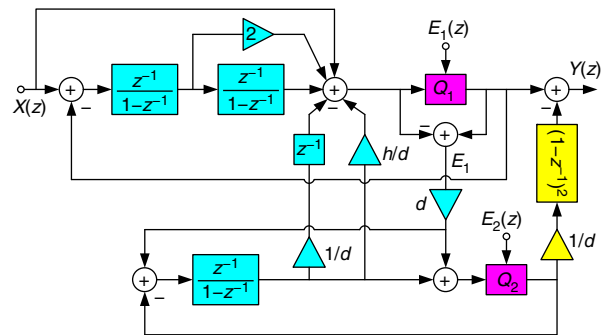 E₁(z)
2
X(z)
z⁻¹
1−z⁻¹
z⁻¹
1−z⁻¹
−
−
Q₁
Y(z)
−
−
z⁻¹
h/d
−
E₁
(1−z⁻¹)²
d
E₂(z)
1/d
1/d
−
z⁻¹
1−z⁻¹
Q₂